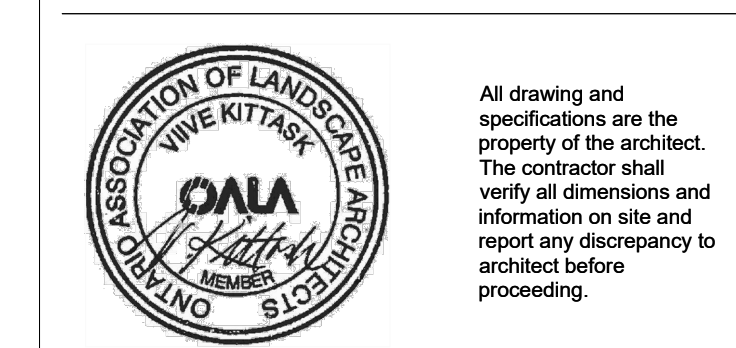 ONTARIO ASSOCIATION OF LANDSCAPE ARCHITECTS
VIIVE KITTASK
OALA
V. Kittask
MEMBER
All drawing and
specifications are the
property of the architect.
The contractor shall
verify all dimensions and
information on site and
report any discrepancy to
architect before
proceeding.